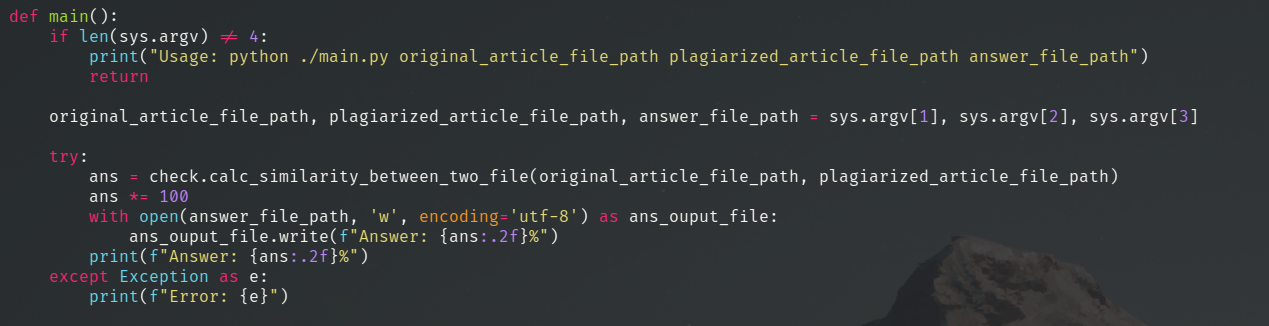 def main():
    if len(sys.argv) != 4:
        print("Usage: python ./main.py original_article_file_path plagiarized_article_file_path answer_file_path")
        return

    original_article_file_path, plagiarized_article_file_path, answer_file_path = sys.argv[1], sys.argv[2], sys.argv[3]

    try:
        ans = check.calc_similarity_between_two_file(original_article_file_path, plagiarized_article_file_path)
        ans *= 100
        with open(answer_file_path, 'w', encoding='utf-8') as ans_ouput_file:
            ans_ouput_file.write(f"Answer: {ans:.2f}%")
        print(f"Answer: {ans:.2f}%")
    except Exception as e:
        print(f"Error: {e}")